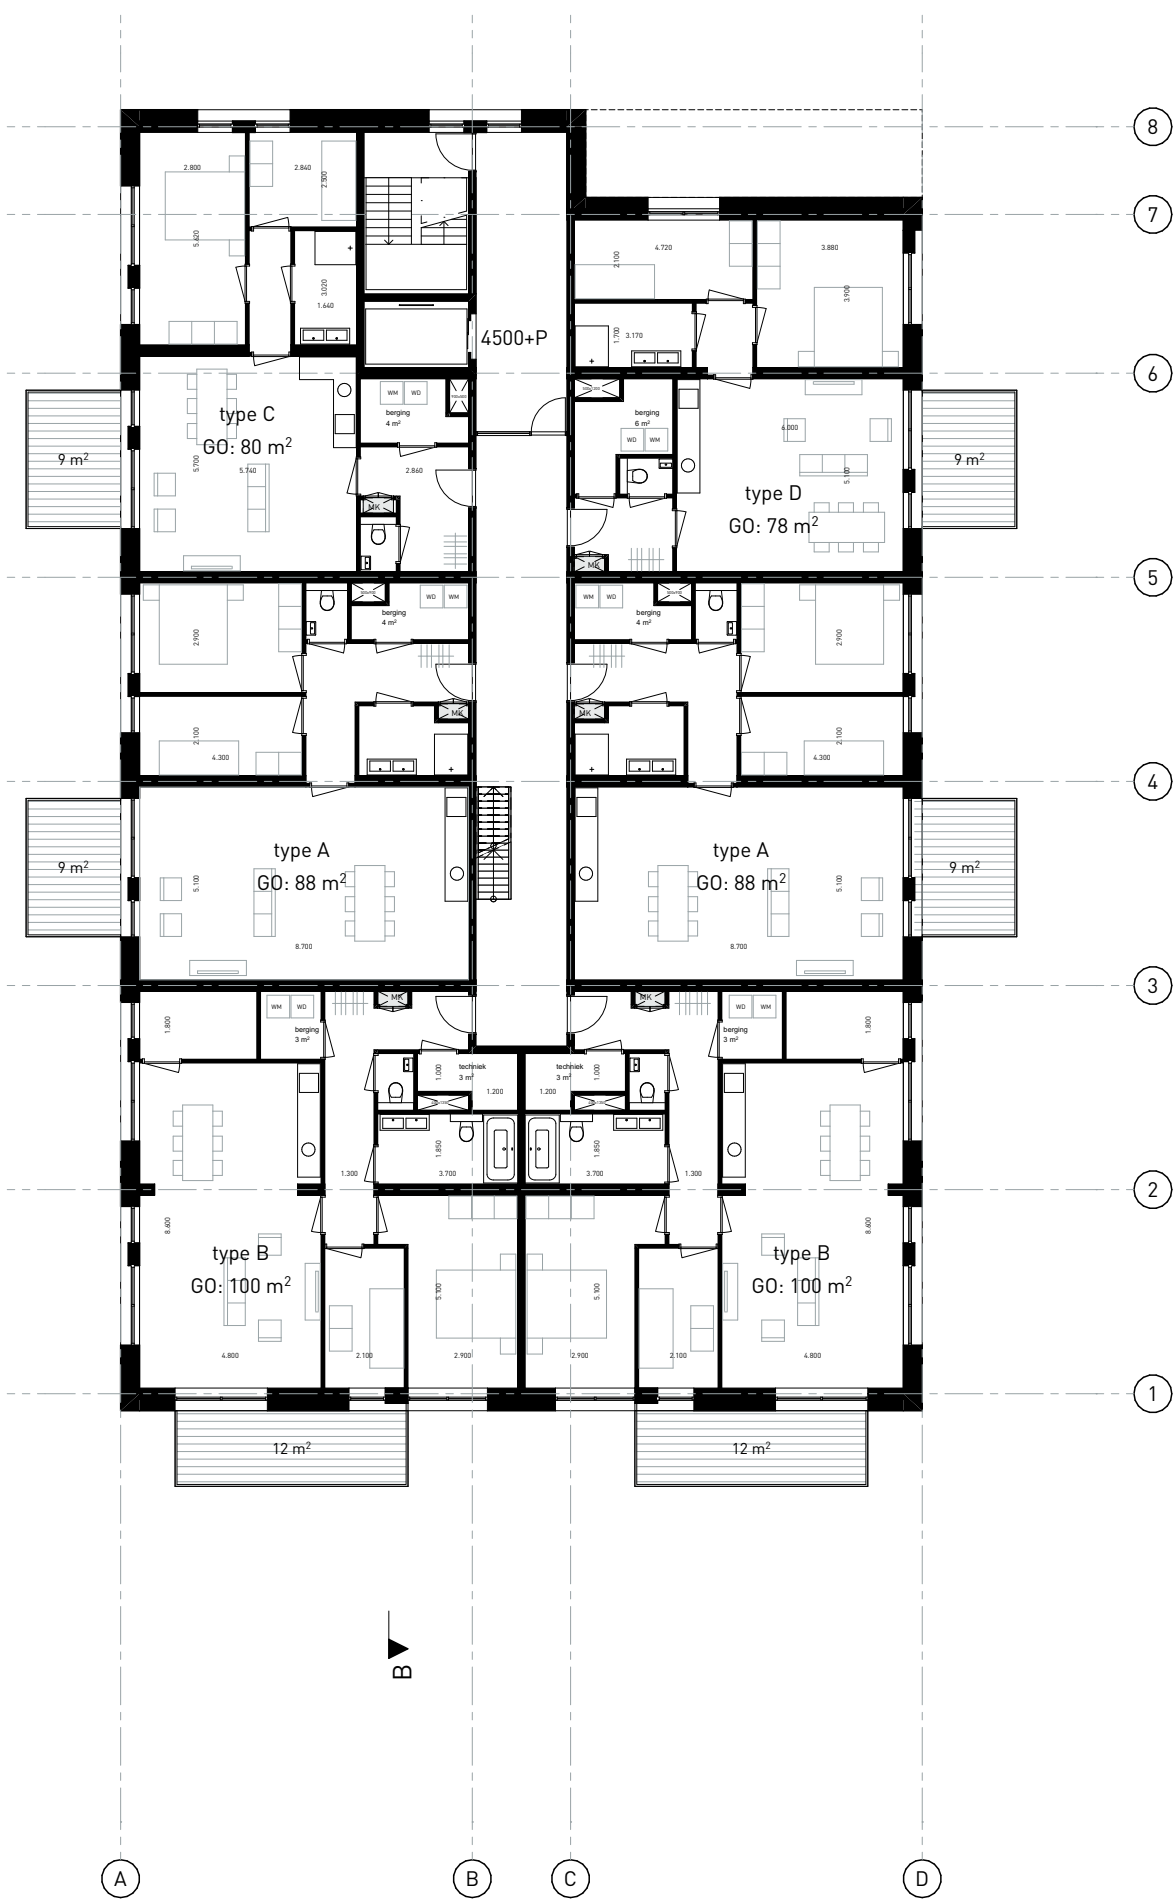 8
7
2.800
2.840
2.500
5.620
3.020
1.640
4.720
2.100
3.880
3.900
4500+P
1.700
3.170
6
type C
GO: 80 m²
9 m²
5.700
5.740
WM
WD
berging
4 m²
2.860
MK
berging
6 m²
WD
WM
6.000
5.100
type D
GO: 78 m²
9 m²
MK
5
2.900
berging
4 m²
WD
WM
WM
WD
berging
4 m²
2.900
2.100
4.300
MK
MK
2.100
4.300
4
type A
GO: 88 m²
9 m²
5.100
8.700
type A
GO: 88 m²
9 m²
5.100
8.700
3
1.800
WM
WD
berging
3 m²
MK
MK
WD
WM
berging
3 m²
1.800
techniek
3 m²
1.000
1.200
techniek
3 m²
1.000
1.200
1.850
3.700
1.300
1.850
3.700
1.300
2
8.600
type B
GO: 100 m²
4.800
2.100
5.100
2.900
5.100
2.900
2.100
8.600
type B
GO: 100 m²
4.800
1
12 m²
12 m²
B
A
B
C
D